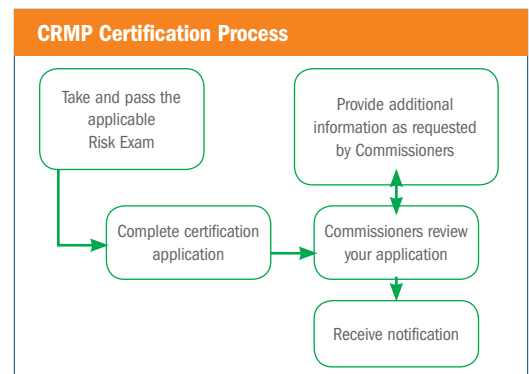 CRMP Certification Process
Take and pass the
applicable
Risk Exam
Provide additional
information as requested
by Commissioners
Complete certification
application
Commissioners review
your application
Receive notification